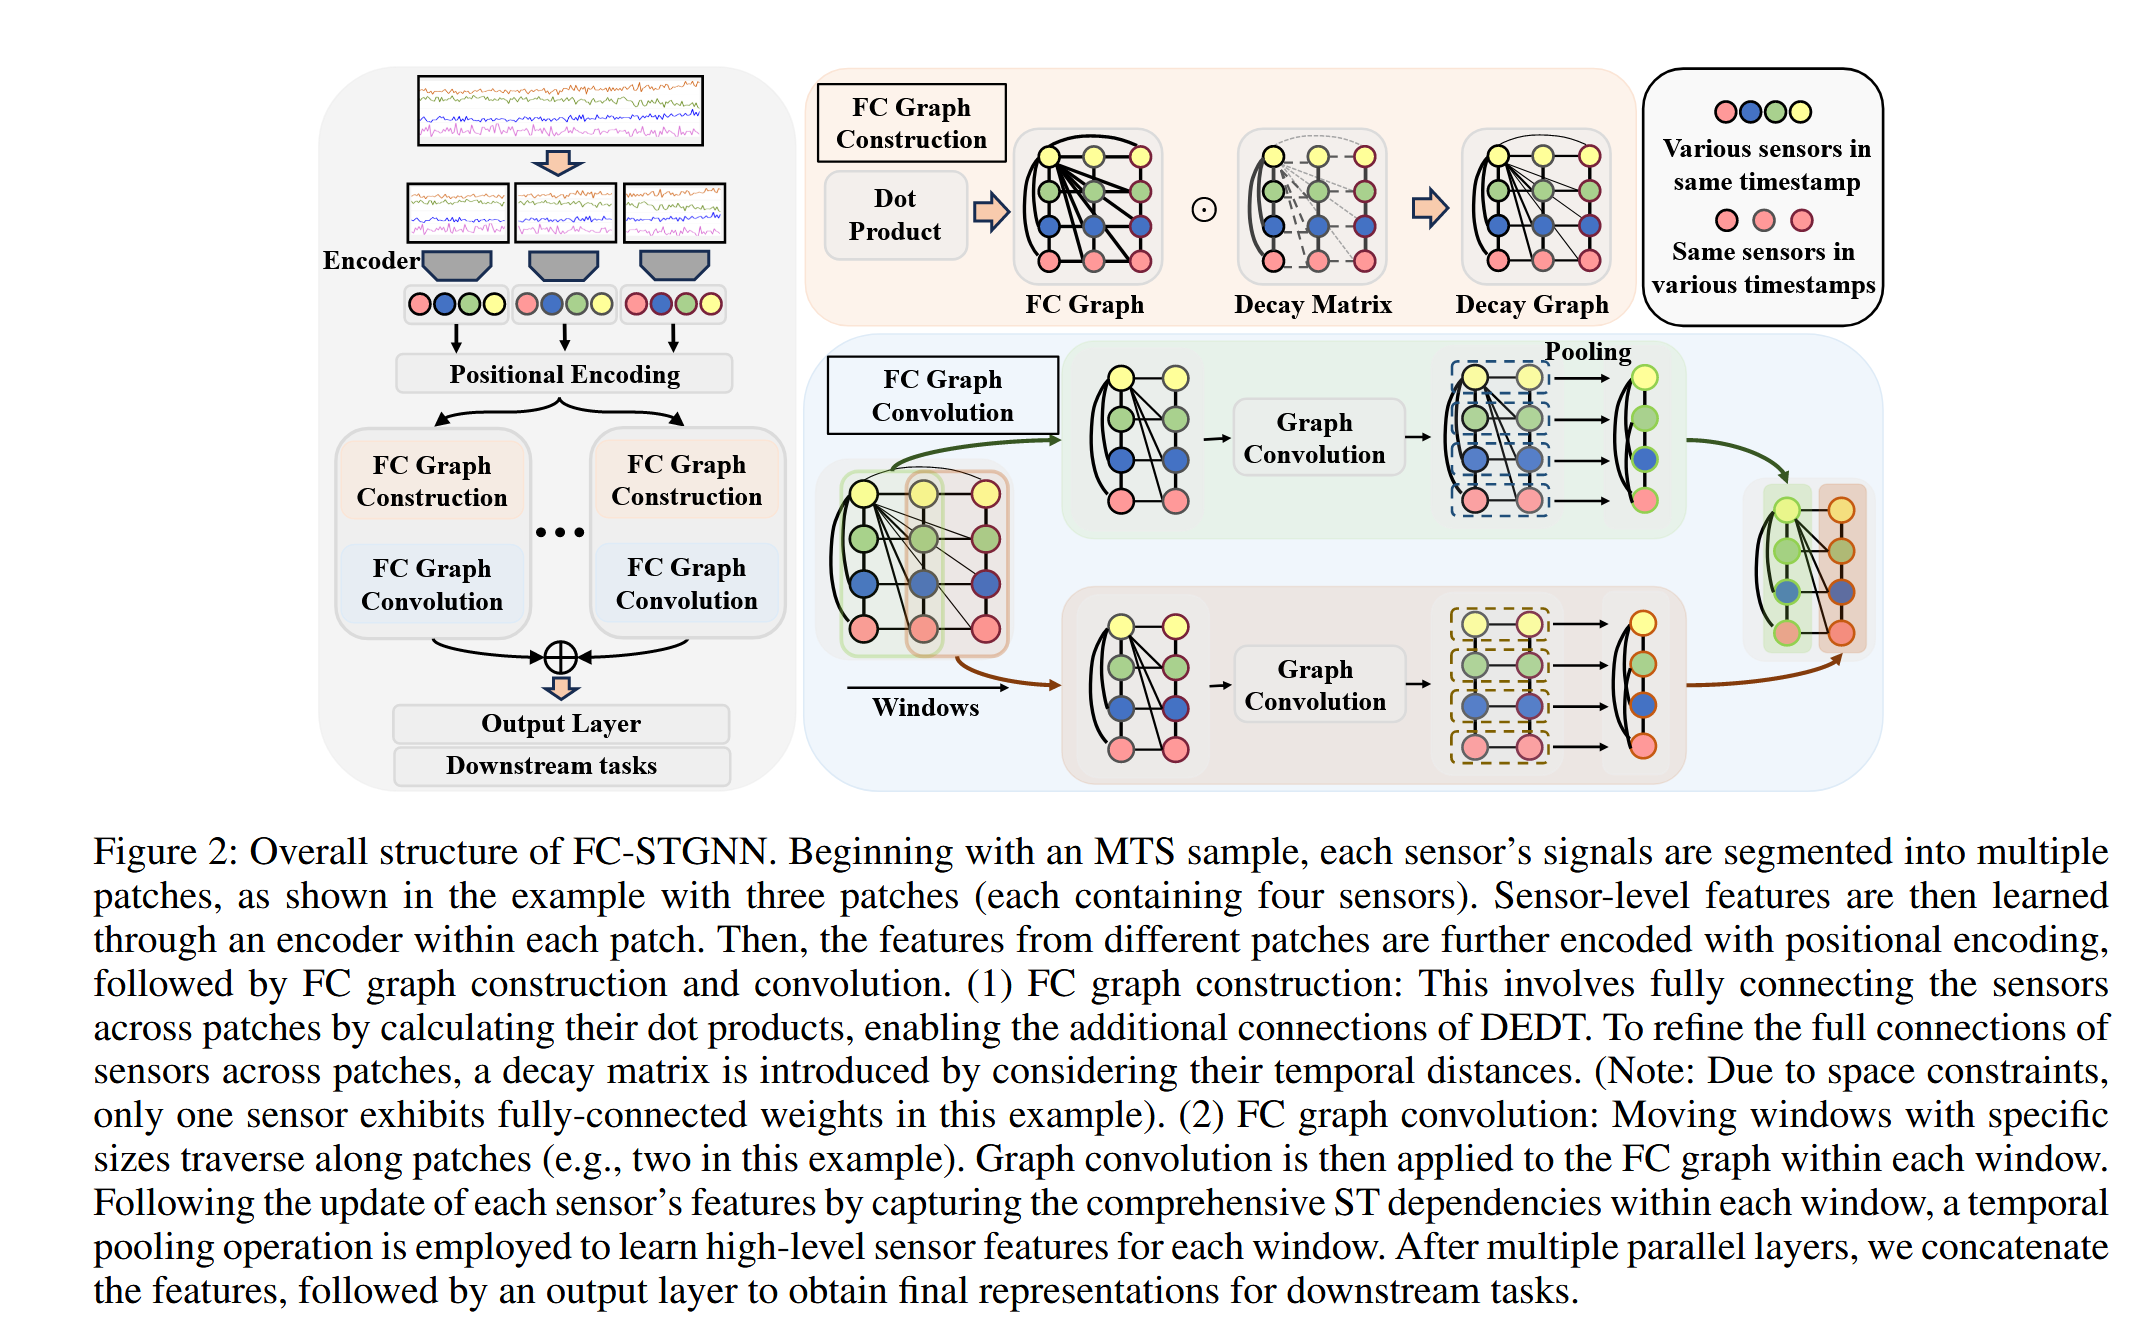 Encoder
Positional Encoding
FC Graph
Construction
FC Graph
Convolution
FC Graph
Construction
FC Graph
Convolution
Output Layer
Downstream tasks
FC Graph
Construction
Dot
Product
FC Graph
Decay Matrix
Decay Graph
Various sensors in
same timestamp
Same sensors in
various timestamps
FC Graph
Convolution
Windows
Graph
Convolution
Pooling
Graph
Convolution
Figure 2: Overall structure of FC-STGNN. Beginning with an MTS sample, each sensor's signals are segmented into multiple
patches, as shown in the example with three patches (each containing four sensors). Sensor-level features are then learned
through an encoder within each patch. Then, the features from different patches are further encoded with positional encoding,
followed by FC graph construction and convolution. (1) FC graph construction: This involves fully connecting the sensors
across patches by calculating their dot products, enabling the additional connections of DEDT. To refine the full connections of
sensors across patches, a decay matrix is introduced by considering their temporal distances. (Note: Due to space constraints,
only one sensor exhibits fully-connected weights in this example). (2) FC graph convolution: Moving windows with specific
sizes traverse along patches (e.g., two in this example). Graph convolution is then applied to the FC graph within each window.
Following the update of each sensor's features by capturing the comprehensive ST dependencies within each window, a temporal
pooling operation is employed to learn high-level sensor features for each window. After multiple parallel layers, we concatenate
the features, followed by an output layer to obtain final representations for downstream tasks.